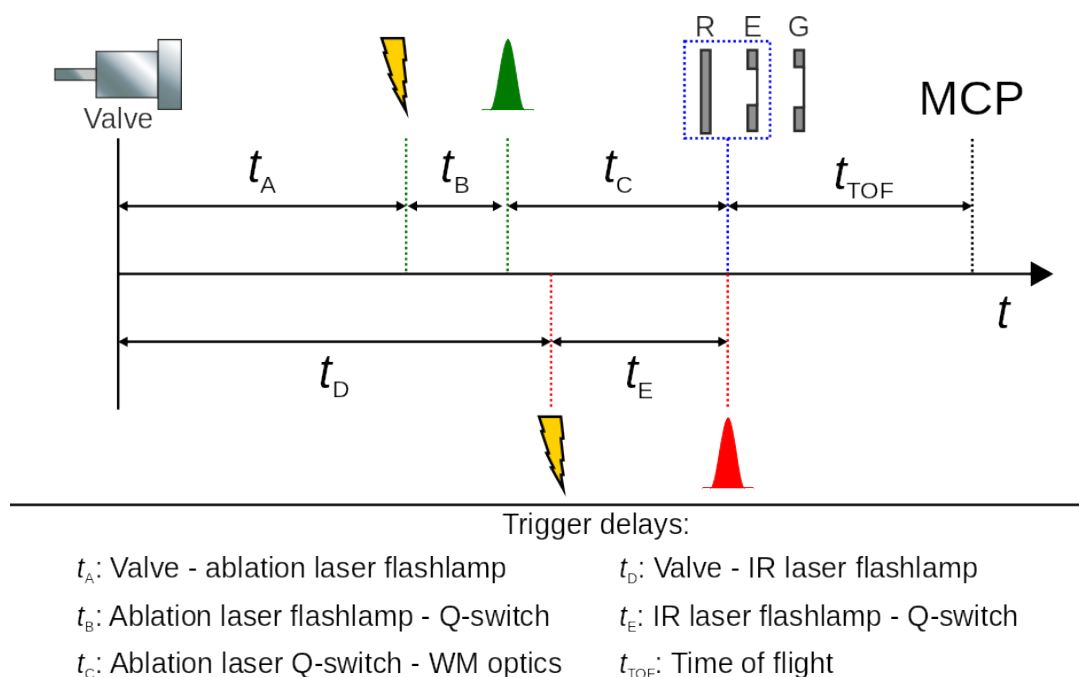 R E G
Valve
MCP
tA tB tC tTOF
t
tD tE
Trigger delays:
tA: Valve - ablation laser flashlamp
tD: Valve - IR laser flashlamp
tB: Ablation laser flashlamp - Q-switch
tE: IR laser flashlamp - Q-switch
tC: Ablation laser Q-switch - WM optics
tTOF: Time of flight